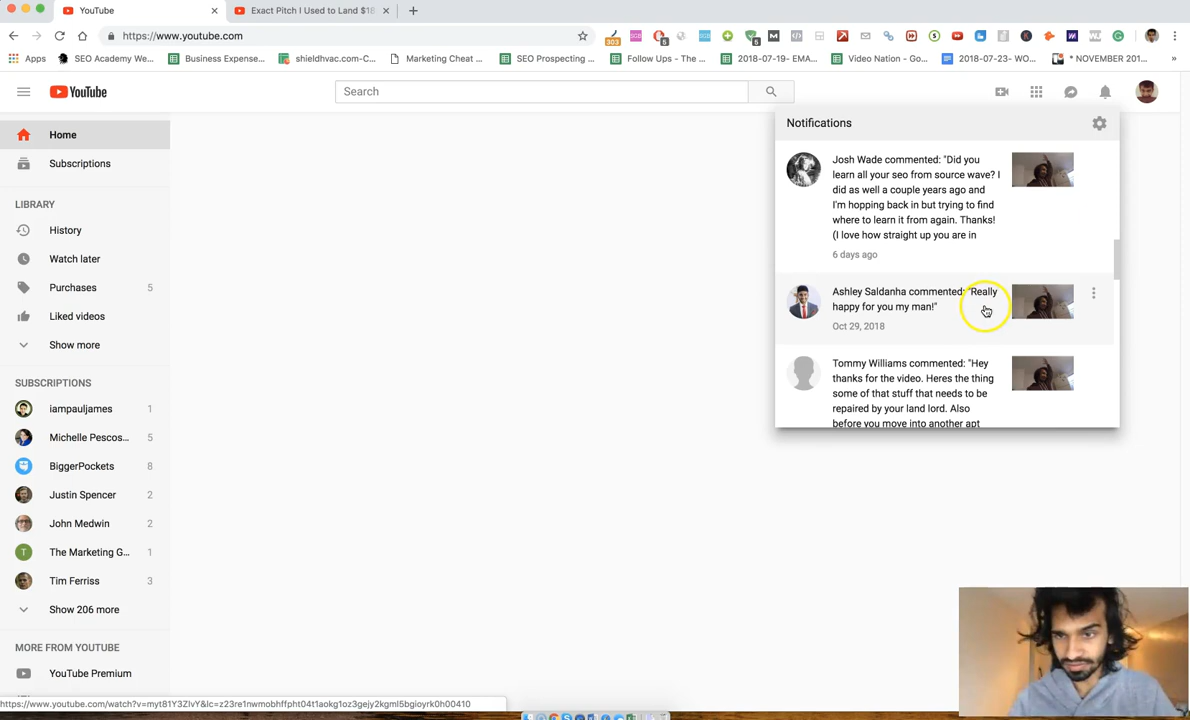 YouTube
Exact Pitch I Used to Land $18
https://www.youtube.com
303
5
5
Apps
SEO Academy We...
Business Expense...
shieldhvac.com-C...
Marketing Cheat ...
SEO Prospecting ...
Follow Ups - The ...
2018-07-19- EMA...
Video Nation - Go...
2018-07-23- WO...
* NOVEMBER 201...
»
YouTube
Search
Home
Subscriptions
LIBRARY
History
Watch later
Purchases 5
Liked videos
Show more
SUBSCRIPTIONS
iampauljames 1
Michelle Pescos... 5
BiggerPockets 8
Justin Spencer 2
John Medwin 2
T The Marketing G... 1
Tim Ferriss 3
Show 206 more
MORE FROM YOUTUBE
YouTube Premium
Notifications
Josh Wade commented: "Did you
learn all your seo from source wave? I
did as well a couple years ago and
I'm hopping back in but trying to find
where to learn it from again. Thanks!
(I love how straight up you are in
6 days ago
Ashley Saldanha commented: "Really
happy for you my man!"
Oct 29, 2018
Tommy Williams commented: "Hey
thanks for the video. Heres the thing
some of that stuff that needs to be
repaired by your land lord. Also
before you move into another apt